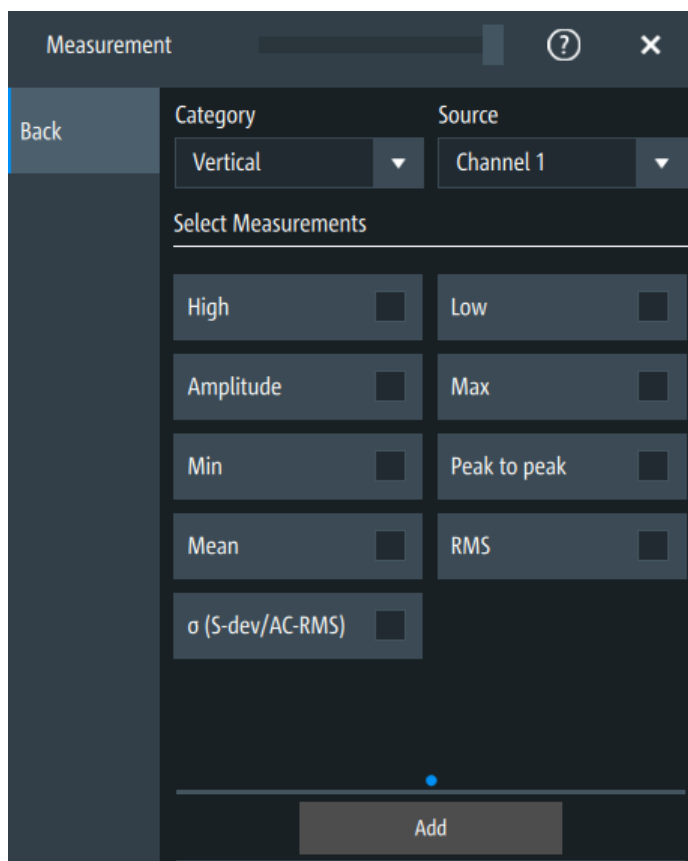 Measurement ?
Back
Category Source
Vertical Channel 1
Select Measurements
High Low
Amplitude Max
Min Peak to peak
Mean RMS
σ (S-dev/AC-RMS)
Add